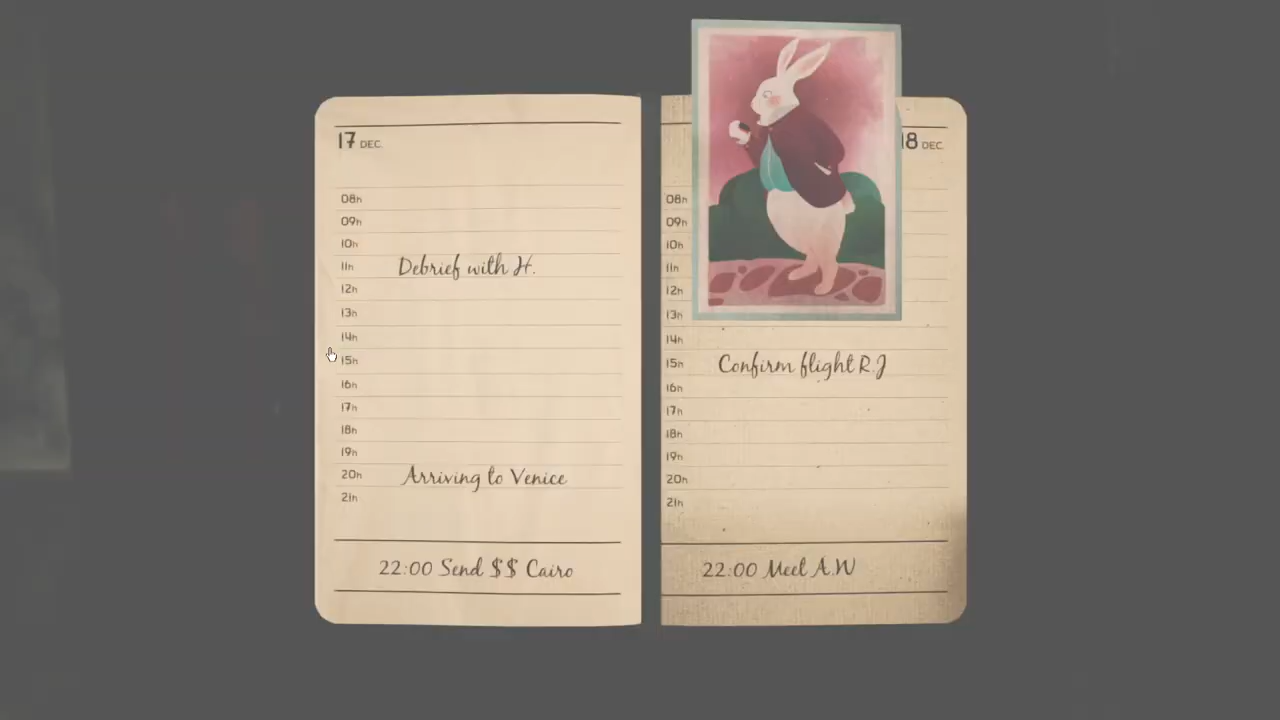 17 DEC.
08h
09h
10h
11h Debrief with H.
12h
13h
14h
15h
16h
17h
18h
19h
20h Arriving to Venice
21h
22:00 Send $$ Cairo
18 DEC.
08h
09h
10h
11h
12h
13h
14h
15h Confirm flight R.J
16h
17h
18h
19h
20h
21h
22:00 Meet A.W